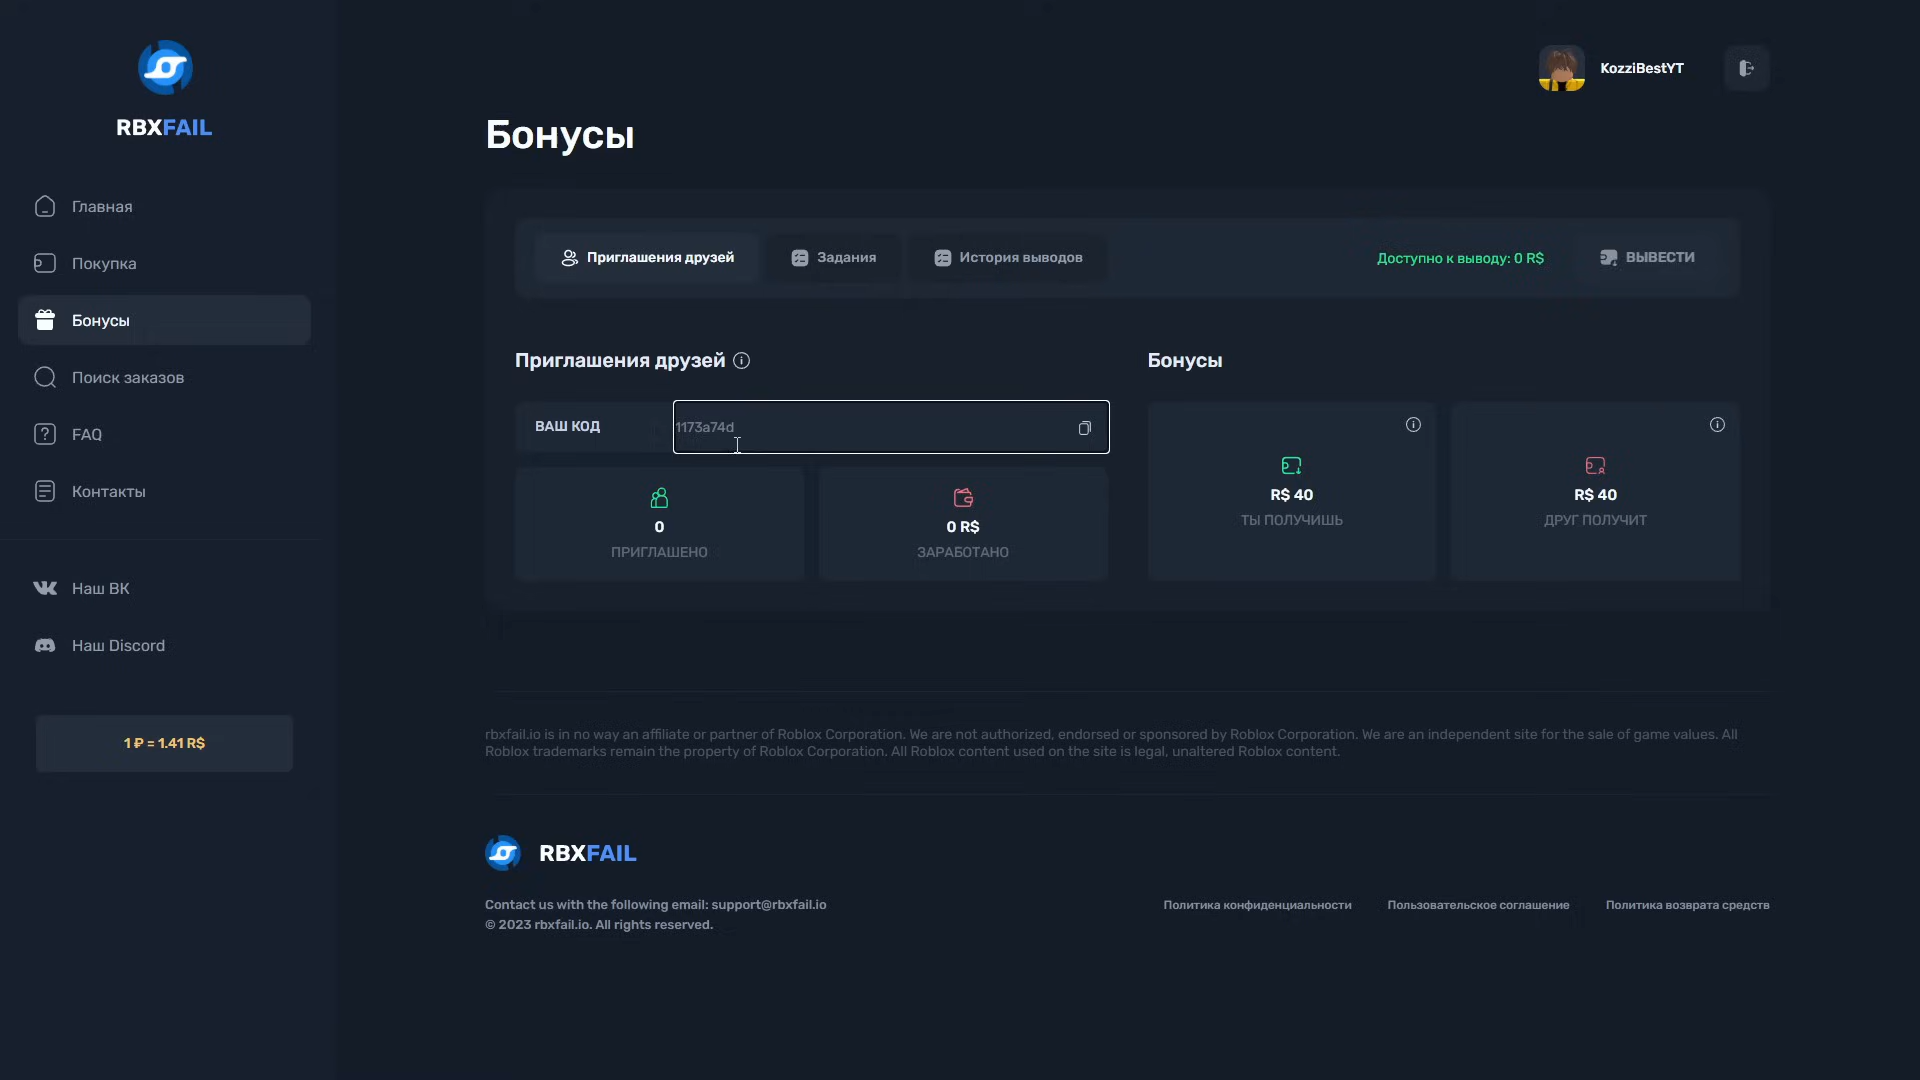 RBXFAIL
Главная
Покупка
Бонусы
Поиск заказов
FAQ
Контакты
Наш ВК
Наш Discord
1 ₽ = 1.41 R$
KozziBestYT
Бонусы
Приглашения друзей
Задания
История выводов
Доступно к выводу: 0 R$
ВЫВЕСТИ
Приглашения друзей
ВАШ КОД
1173a74d
0
ПРИГЛАШЕНО
0 R$
ЗАРАБОТАНО
Бонусы
R$ 40
ТЫ ПОЛУЧИШЬ
R$ 40
ДРУГ ПОЛУЧИТ
rbxfail.io is in no way an affiliate or partner of Roblox Corporation. We are not authorized, endorsed or sponsored by Roblox Corporation. We are an independent site for the sale of game values. All
Roblox trademarks remain the property of Roblox Corporation. All Roblox content used on the site is legal, unaltered Roblox content.
RBXFAIL
Contact us with the following email: support@rbxfail.io
© 2023 rbxfail.io. All rights reserved.
Политика конфиденциальности
Пользовательское соглашение
Политика возврата средств